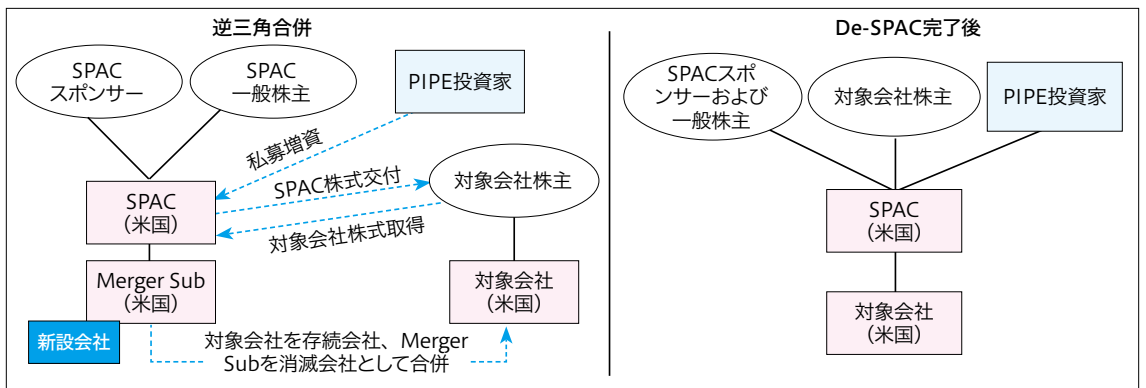 逆三角合併
SPAC
スポンサー
SPAC
一般株主
PIPE投資家
私募増資
SPAC株式交付
対象会社株式取得
対象会社株主
SPAC
（米国）
Merger Sub
（米国）
新設会社
対象会社
（米国）
対象会社を存続会社、Merger
Subを消滅会社として合併
De-SPAC完了後
SPACスポ
ンサーおよび
一般株主
対象会社株主
PIPE投資家
SPAC
（米国）
対象会社
（米国）